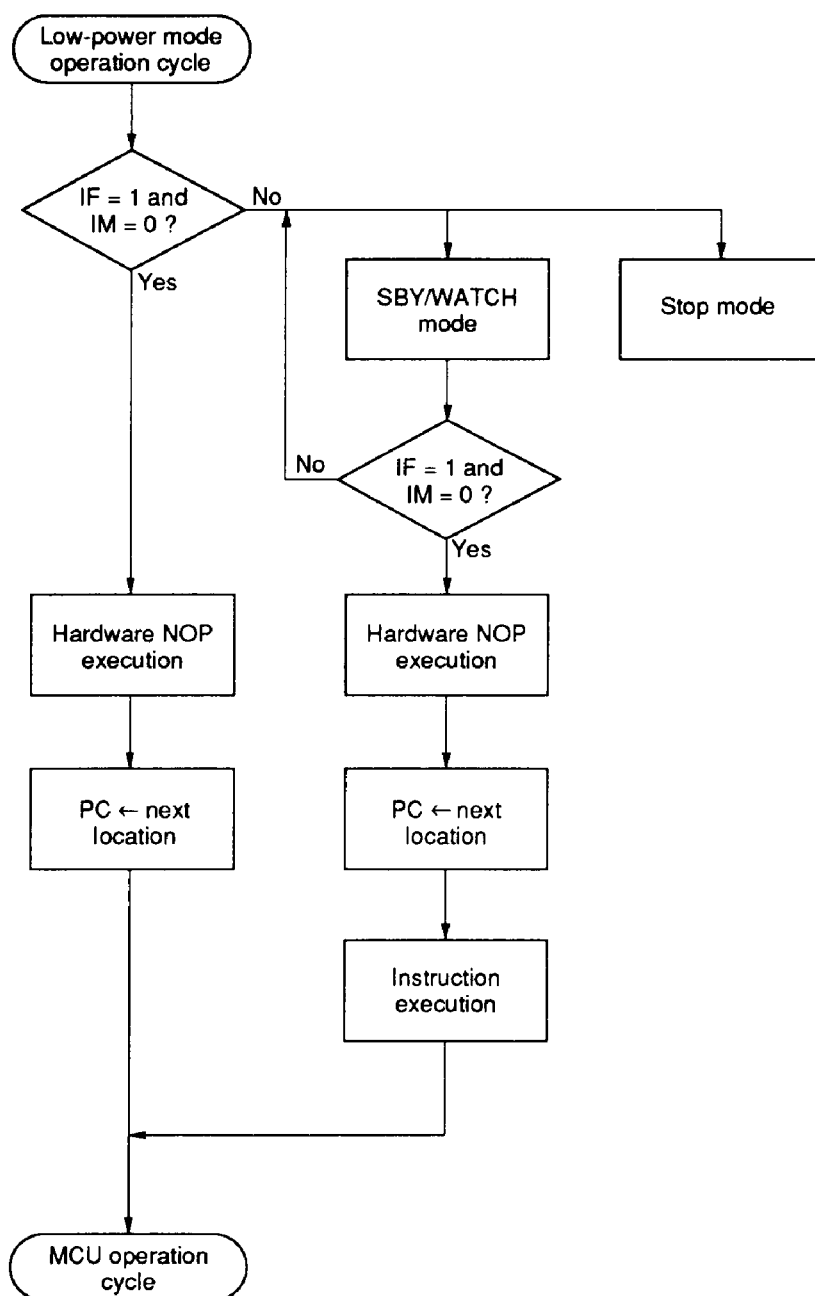 Low-power mode
operation cycle
IF = 1 and
IM = 0 ?
No
Yes
SBY/WATCH
mode
Stop mode
IF = 1 and
IM = 0 ?
No
Yes
Hardware NOP
execution
Hardware NOP
execution
PC ← next
location
PC ← next
location
Instruction
execution
MCU operation
cycle